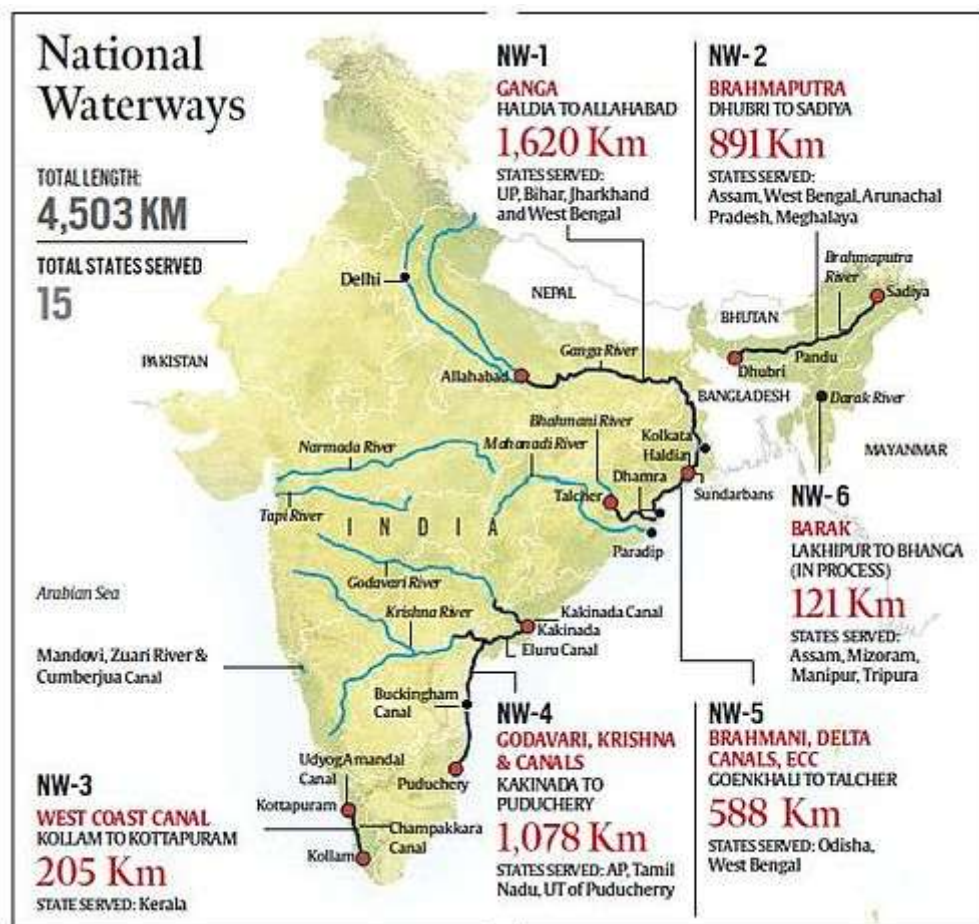 National
Waterways
TOTAL LENGTH:
4,503 KM
TOTAL STATES SERVED
15
NW-1
GANGA
HALDIA TO ALLAHABAD
1,620 Km
STATES SERVED:
UP, Bihar, Jharkhand
and West Bengal
NW-2
BRAHMAPUTRA
DHUBRI TO SADIYA
891 Km
STATES SERVED:
Assam, West Bengal, Arunachal
Pradesh, Meghalaya
Brahmaputra
River
Sadiya
Delhi
NEPAL
BHUTAN
PAKISTAN
Ganga River
Pandu
Dhubri
Allahabad
BANGLADESH
Darak River
Bhahmani River
Narmada River
Mahanadi River
Kolkata
Haldia
MAYANMAR
Dhamra
Talcher
Sundarbans
Tapi River
INDIA
Paradip
NW-6
BARAK
LAKHIPUR TO BHANGA
(IN PROCESS)
121 Km
STATES SERVED:
Assam, Mizoram,
Manipur, Tripura
Godavari River
Arabian Sea
Krishna River
Kakinada Canal
Kakinada
Eluru Canal
Mandovi, Zuari River &
Cumberjua Canal
Buckingham
Canal
NW-4
GODAVARI, KRISHNA
& CANALS
KAKINADA TO
PUDUCHERY
1,078 Km
STATES SERVED: AP, Tamil
Nadu, UT of Puducherry
NW-5
BRAHMANI, DELTA
CANALS, ECC
GOENKHALI TO TALCHER
588 Km
STATES SERVED: Odisha,
West Bengal
UdyogAmandal
Canal
Puduchery
NW-3
WEST COAST CANAL
KOLLAM TO KOTTAPURAM
205 Km
STATE SERVED: Kerala
Kottapuram
Champakkara
Canal
Kollam